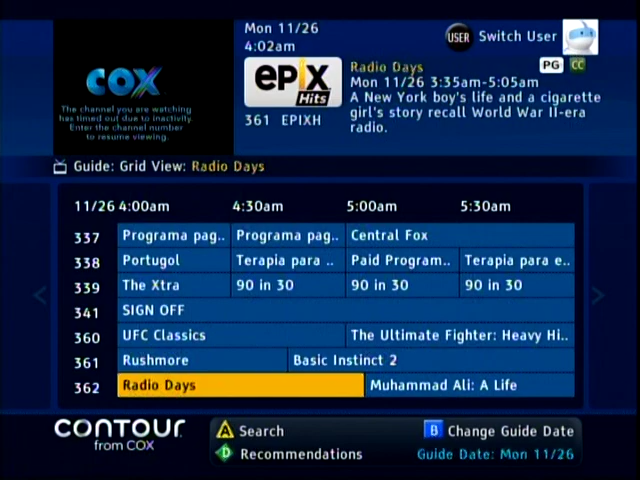 Mon 11/26
4:02am
USER Switch User
COX
The channel you are watching
has timed out due to inactivity.
Enter the channel number
to resume viewing.
epix
Hits
361 EPIXH
Radio Days
PG CC
Mon 11/26 3:35am-5:05am
A New York boy's life and a cigarette
girl's story recall World War II-era
radio.
Guide: Grid View: Radio Days
11/26 4:00am 4:30am 5:00am 5:30am
337 Programa pag.. Programa pag.. Central Fox
338 Portugol Terapia para .. Paid Program.. Terapia para e..
339 The Xtra 90 in 30 90 in 30 90 in 30
341 SIGN OFF
360 UFC Classics The Ultimate Fighter: Heavy Hi..
361 Rushmore Basic Instinct 2
362 Radio Days Muhammad Ali: A Life
contour
from COX
A Search
B Change Guide Date
D Recommendations
Guide Date: Mon 11/26